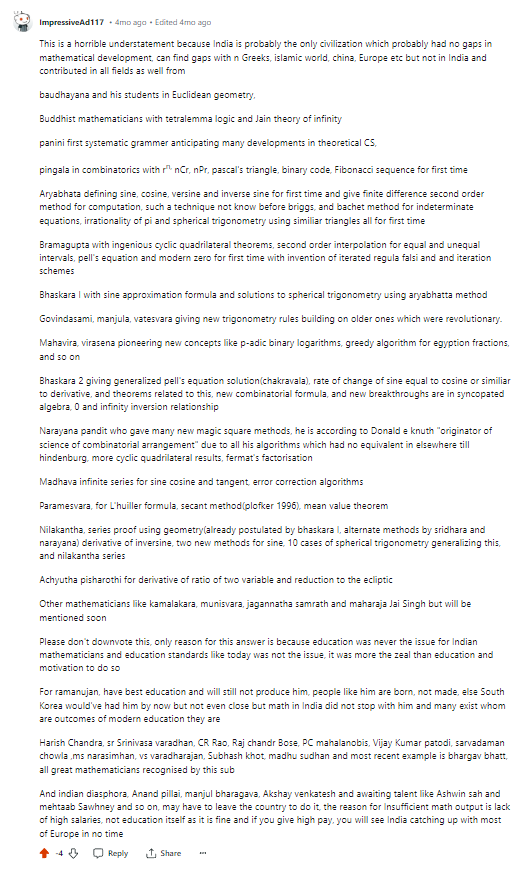 ImpressiveAd117 • 4mo ago • Edited 4mo ago
This is a horrible understatement because India is probably the only civilization which probably had no gaps in
mathematical development, can find gaps with n Greeks, islamic world, china, Europe etc but not in India and
contributed in all fields as well from
baudhayana and his students in Euclidean geometry,
Buddhist mathematicians with tetralemma logic and Jain theory of infinity
panini first systematic grammer anticipating many developments in theoretical CS,
pingala in combinatorics with rⁿ⁻ nCr, nPr, pascal's triangle, binary code, Fibonacci sequence for first time
Aryabhata defining sine, cosine, versine and inverse sine for first time and give finite difference second order
method for computation, such a technique not know before briggs, and bachet method for indeterminate
equations, irrationality of pi and spherical trigonometry using similiar triangles all for first time
Bramagupta with ingenious cyclic quadrilateral theorems, second order interpolation for equal and unequal
intervals, pell's equation and modern zero for first time with invention of iterated regula falsi and and iteration
schemes
Bhaskara I with sine approximation formula and solutions to spherical trigonometry using aryabhatta method
Govindasami, manjula, vatesvara giving new trigonometry rules building on older ones which were revolutionary.
Mahavira, virasena pioneering new concepts like p-adic binary logarithms, greedy algorithm for egyption fractions,
and so on
Bhaskara 2 giving generalized pell's equation solution(chakravala), rate of change of sine equal to cosine or similiar
to derivative, and theorems related to this, new combinatorial formula, and new breakthroughs are in syncopated
algebra, 0 and infinity inversion relationship
Narayana pandit who gave many new magic square methods, he is according to Donald e knuth "originator of
science of combinatorial arrangement" due to all his algorithms which had no equivalent in elsewhere till
hindenburg, more cyclic quadrilateral results, fermat's factorisation
Madhava infinite series for sine cosine and tangent, error correction algorithms
Paramesvara, for L'huiller formula, secant method(plofker 1996), mean value theorem
Nilakantha, series proof using geometry(already postulated by bhaskara I, alternate methods by sridhara and
narayana) derivative of inversine, two new methods for sine, 10 cases of spherical trigonometry generalizing this,
and nilakantha series
Achyutha pisharothi for derivative of ratio of two variable and reduction to the ecliptic
Other mathematicians like kamalakara, munisvara, jagannatha samrath and maharaja Jai Singh but will be
mentioned soon
Please don't downvote this, only reason for this answer is because education was never the issue for Indian
mathematicians and education standards like today was not the issue, it was more the zeal than education and
motivation to do so
For ramanujan, have best education and will still not produce him, people like him are born, not made, else South
Korea would've had him by now but not even close but math in India did not stop with him and many exist whom
are outcomes of modern education they are
Harish Chandra, sr Srinivasa varadhan, CR Rao, Raj chandr Bose, PC mahalanobis, Vijay Kumar patodi, sarvadaman
chowla ,ms narasimhan, vs varadharajan, Subhash khot, madhu sudhan and most recent example is bhargav bhatt,
all great mathematicians recognised by this sub
And indian diaspora, Anand pillai, manjul bharagava, Akshay venkatesh and awaiting talent like Ashwin sah and
mehtaab Sawhney and so on, may have to leave the country to do it, the reason for Insufficient math output is lack
of high salaries, not education itself as it is fine and if you give high pay, you will see India catching up with most
of Europe in no time
-4 Reply Share ...